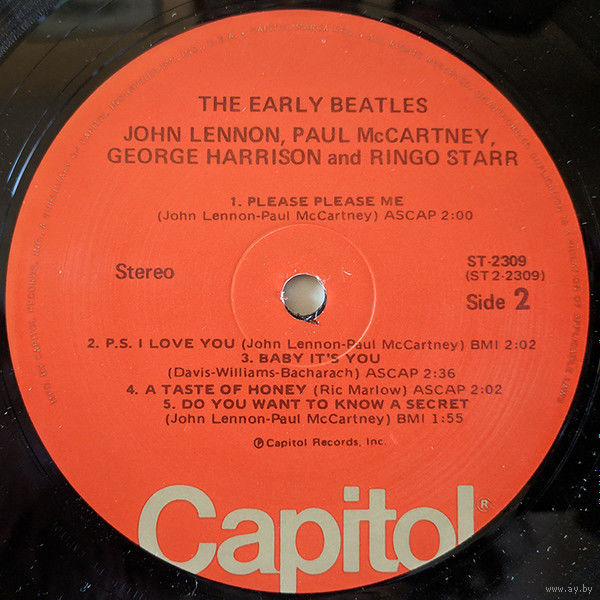 THE EARLY BEATLES
JOHN LENNON, PAUL McCARTNEY,
GEORGE HARRISON and RINGO STARR
1. PLEASE PLEASE ME
(John Lennon-Paul McCartney) ASCAP 2:00
Stereo
ST-2309
(ST 2-2309)
Side 2
2. P.S. I LOVE YOU (John Lennon-Paul McCartney) BMI 2:02
3. BABY IT'S YOU
(Davis-Williams-Bacharach) ASCAP 2:36
4. A TASTE OF HONEY (Ric Marlow) ASCAP 2:02
5. DO YOU WANT TO KNOW A SECRET
(John Lennon-Paul McCartney) BMI 1:55
℗ Capitol Records, Inc.
Capitol®
www.ay.by